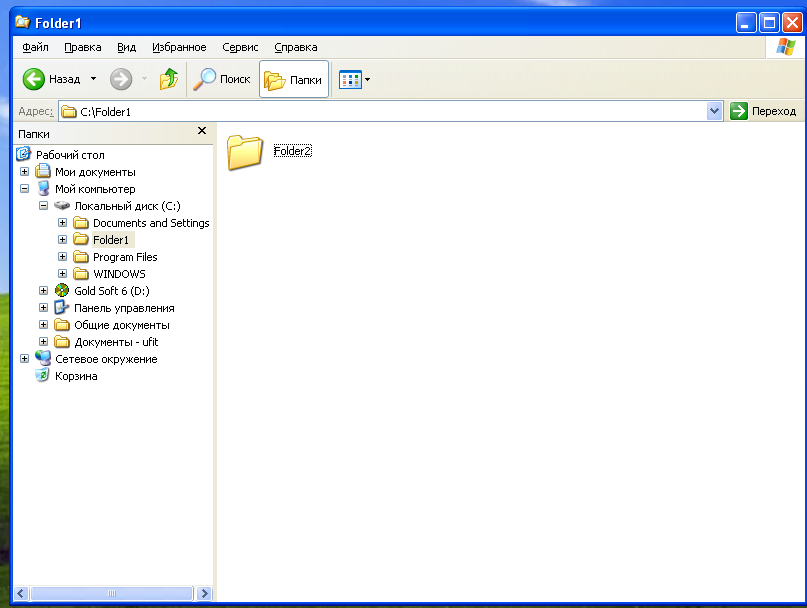 Folder1
Файл Правка Вид Избранное Сервис Справка
Назад Поиск Папки
Адрес: C:\Folder1 Переход
Папки
Folder2
Рабочий стол
Мои документы
Мой компьютер
Локальный диск (C:)
Documents and Settings
Folder1
Program Files
WINDOWS
Gold Soft 6 (D:)
Панель управления
Общие документы
Документы - ufit
Сетевое окружение
Корзина